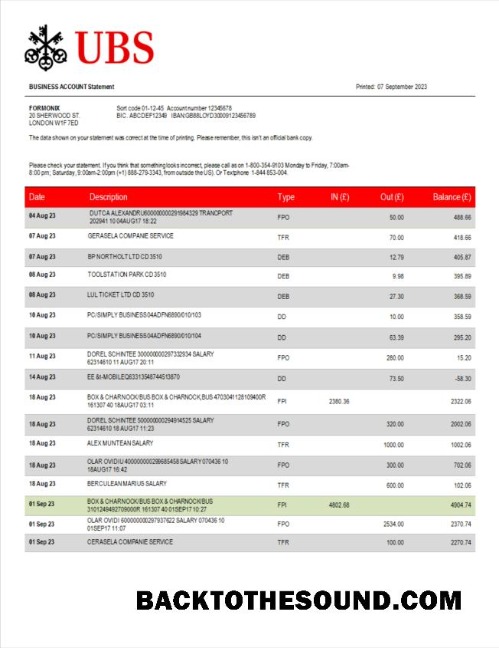 UBS
BUSINESS ACCOUNT Statement Printed: 07 September 2023
FORMONIX Sort code 01-12-45 Account number 12345678
20 SHERWOOD ST. BIC. ABCDEF12349 IBAN:GB88LOYD30009123456789
LONDON W1F7ED
The data shown on your statement was correct at the time of printing. Please remember, this isn't an official bank copy.
Please check your statement. If you think that something looks incorrect, please call us on 1-800-354-9103 Monday to Friday, 7:00am-
8:00 pm; Saturday, 9:00am-2:00pm (+1) 888-279-3343, from outside the US). Or Textphone 1-844-853-004.
Date Description Type IN (£) Out (£) Balance (£)
04 Aug 23 DUTCA ALEXANDRU600000000291984329 TRANCPORT FPO 50.00 488.66
202941 10 04AUG17 18:22
07 Aug 23 GERASELA COMPANIE SERVICE TFR 70.00 418.66
07 Aug 23 BP NORTHOLT LTD CD 3510 DEB 12.79 405.87
08 Aug 23 TOOLSTATION PARK CD 3510 DEB 9.98 395.89
08 Aug 23 LUL TICKET LTD CD 3510 DEB 27.30 368.59
10 Aug 23 PC/SIMPLY BUSINESS04ADFN6890/010/103 DD 10.00 358.59
10 Aug 23 PC/SIMPLY BUSINESS04ADFN6890/010/104 DD 63.39 295.20
11 Aug 23 DOREL SCHINTEE 300000000297332934 SALARY FPO 280.00 15.20
62314610 11 AUG17 20:11
14 Aug 23 EE &t-MOBILEQ63313548744513870 DD 73.50 -58.30
18 Aug 23 BOX & CHARNOCK/BUS BOX & CHARNOCK,BUS 4703041128109400R FPI 2380.36 2322.06
161307 40 18AUG17 03:11
18 Aug 23 DOREL SCHINTEE 500000000294914525 SALARY FPO 320.00 2002.06
62314610 18 AUG17 11:23
18 Aug 23 ALEX MUNTEAN SALARY TFR 1000.00 1002.06
18 Aug 23 OLAR OVIDIU 400000000299685458 SALARY 070436 10 FPO 300.00 702.06
18AUG17 15:42
18 Aug 23 BERCULEAN MARIUS SALARY TFR 600.00 102.06
01 Sep 23 BOX & CHARNOCK/BUS BOX & CHARNOCK/BUS FPI 4802.68 4904.74
3101249492709000R 161307 40 01SEP17 10:27
01 Sep 23 OLAR OVIDI 600000000297937622 SALARY 070436 10 FPO 2534.00 2370.74
01SEP17 11:07
01 Sep 23 CERASELA COMPANIE SERVICE TFR 100.00 2270.74
BACKTOTHESOUND.COM